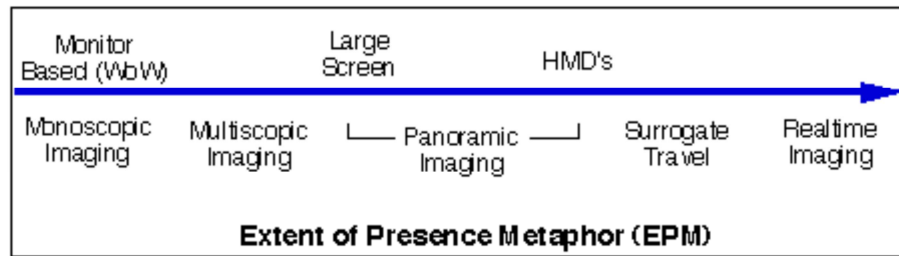 Monitor
Based (WoW)
Large
Screen
HMD's
Monoscopic
Imaging
Multiscopic
Imaging
Panoramic
Imaging
Surrogate
Travel
Realtime
Imaging
Extent of Presence Metaphor (EPM)